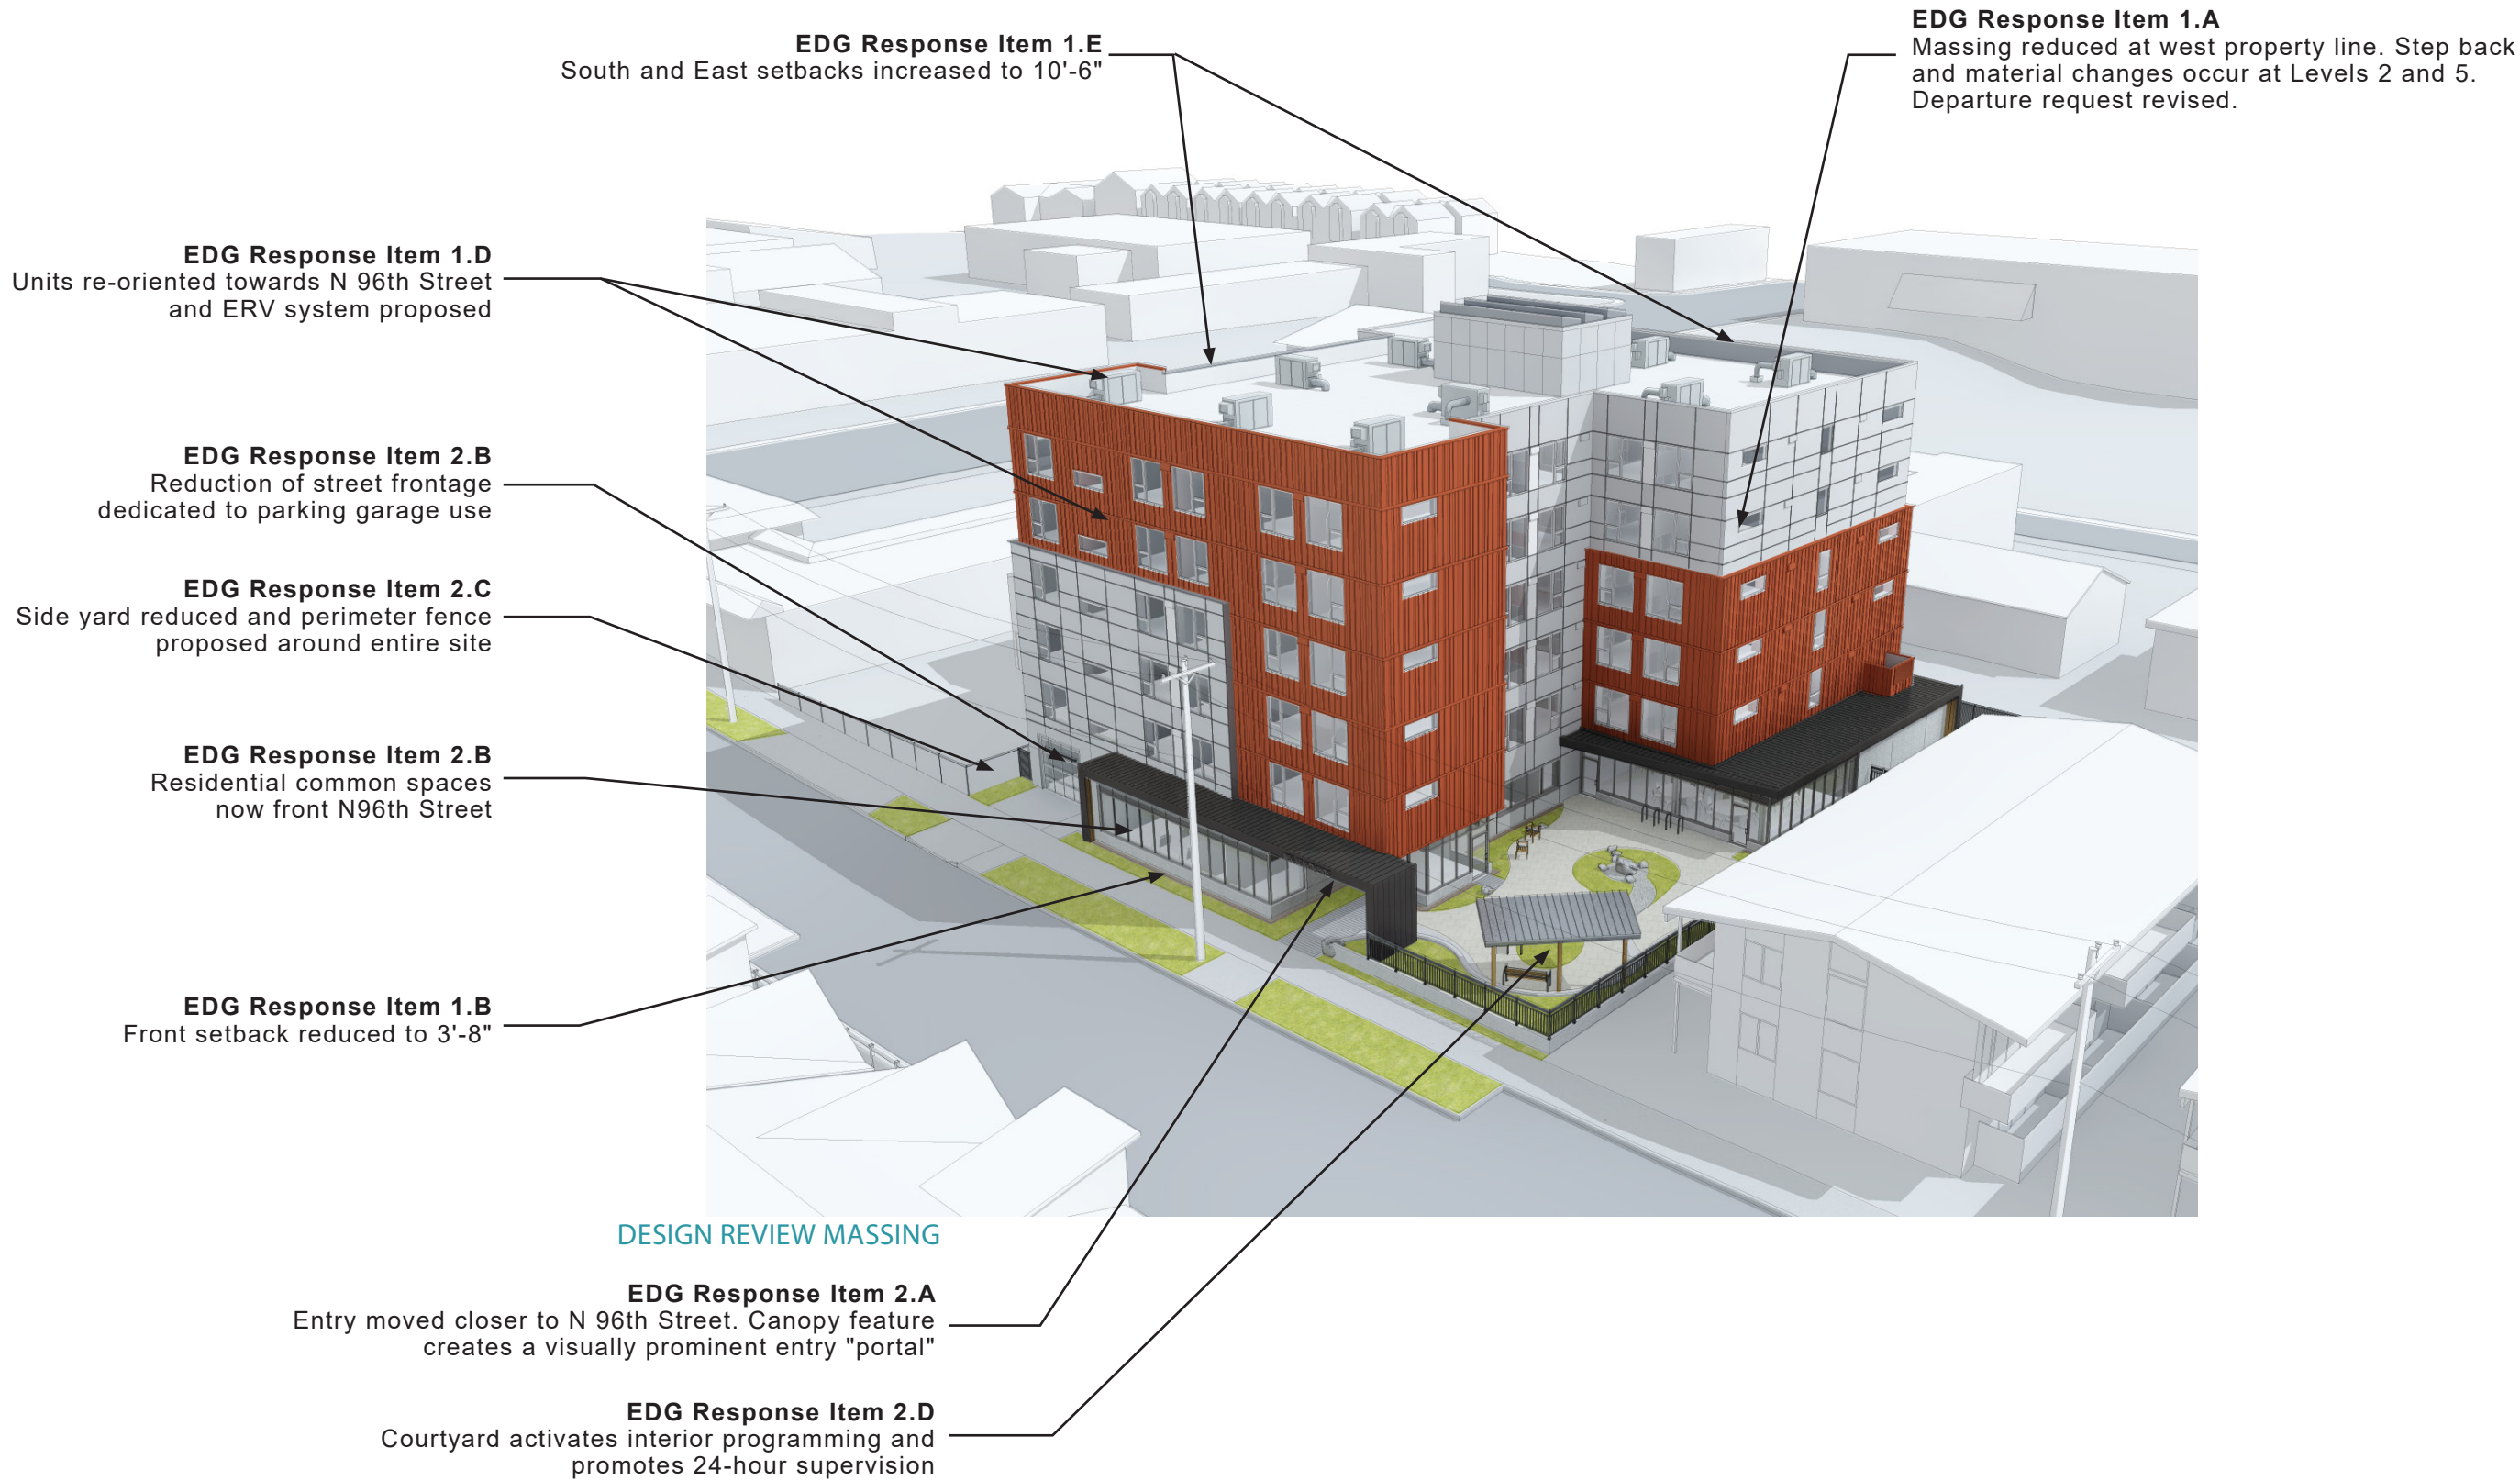 EDG Response Item 1.E
South and East setbacks increased to 10'-6"
EDG Response Item 1.A
Massing reduced at west property line. Step back
and material changes occur at Levels 2 and 5.
Departure request revised.
EDG Response Item 1.D
Units re-oriented towards N 96th Street
and ERV system proposed
EDG Response Item 2.B
Reduction of street frontage
dedicated to parking garage use
EDG Response Item 2.C
Side yard reduced and perimeter fence
proposed around entire site
EDG Response Item 2.B
Residential common spaces
now front N96th Street
EDG Response Item 1.B
Front setback reduced to 3'-8"
DESIGN REVIEW MASSING
EDG Response Item 2.A
Entry moved closer to N 96th Street. Canopy feature
creates a visually prominent entry "portal"
EDG Response Item 2.D
Courtyard activates interior programming and
promotes 24-hour supervision